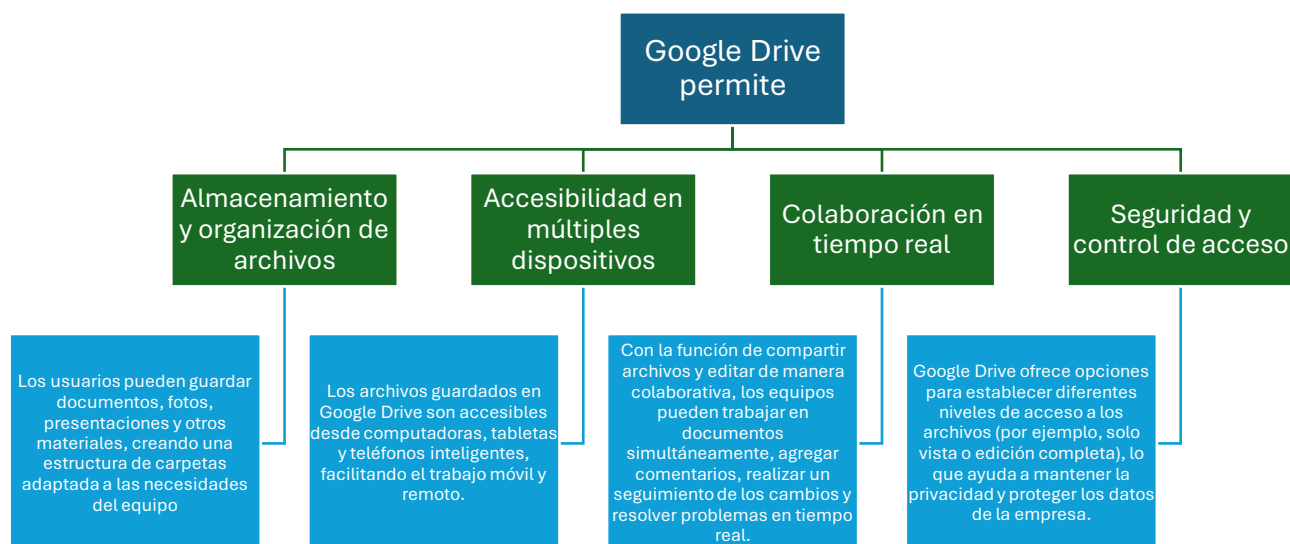 Google Drive
permite
Almacenamiento
y organización de
archivos
Accesibilidad en
múltiples
dispositivos
Colaboración en
tiempo real
Seguridad y
control de acceso
Los usuarios pueden guardar
documentos, fotos,
presentaciones y otros
materiales, creando una
estructura de carpetas
adaptada a las necesidades
del equipo
Los archivos guardados en
Google Drive son accesibles
desde computadoras, tabletas
y teléfonos inteligentes,
facilitando el trabajo móvil y
remoto.
Con la función de compartir
archivos y editar de manera
colaborativa, los equipos
pueden trabajar en
documentos
simultáneamente, agregar
comentarios, realizar un
seguimiento de los cambios y
resolver problemas en tiempo
real.
Google Drive ofrece opciones
para establecer diferentes
niveles de acceso a los
archivos (por ejemplo, solo
vista o edición completa), lo
que ayuda a mantener la
privacidad y proteger los datos
de la empresa.